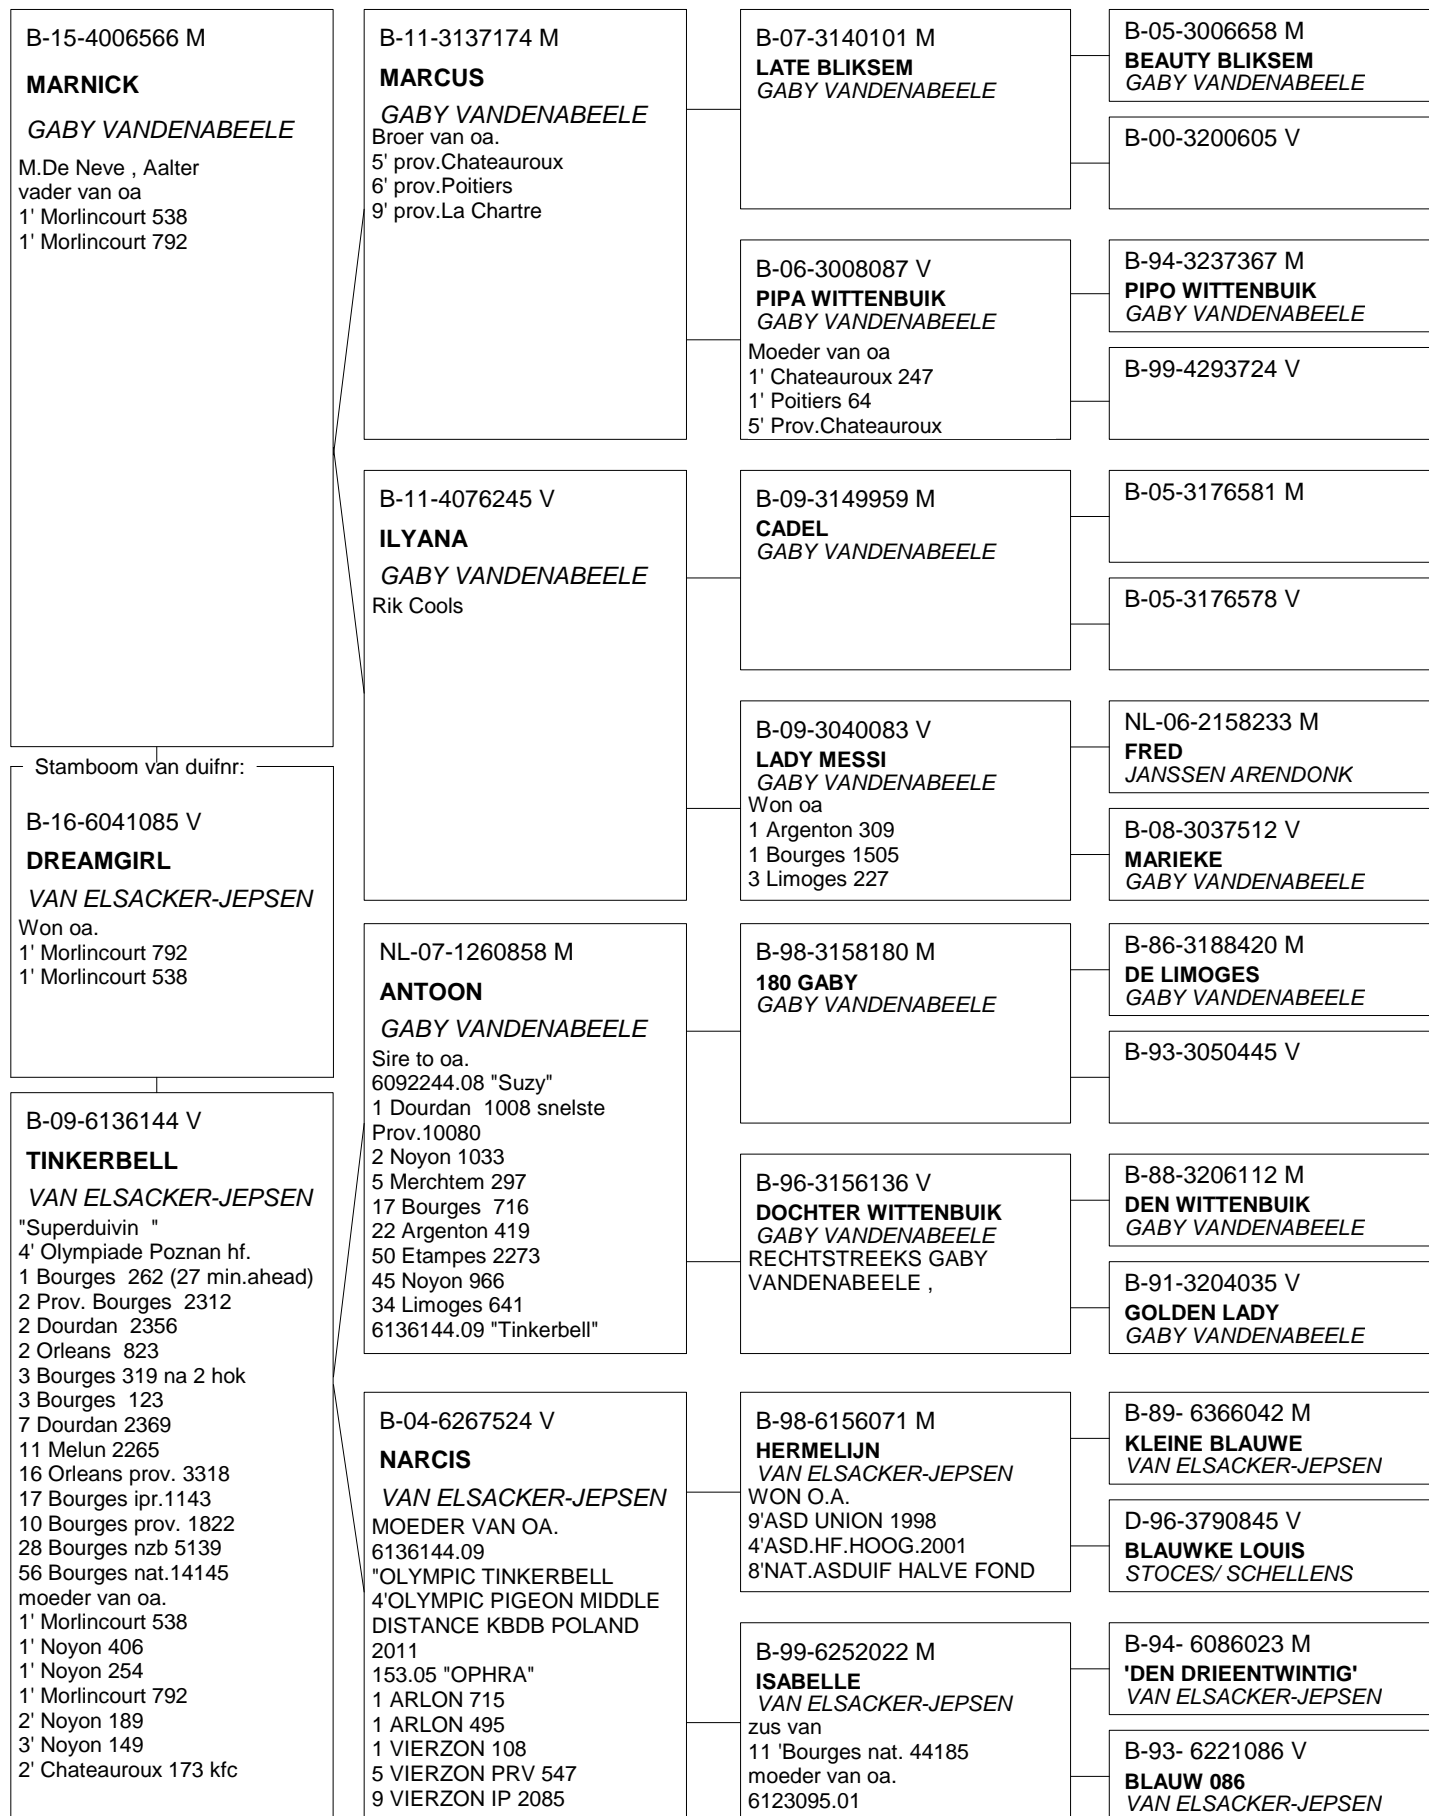 B-15-4006566 M
MARNICK
GABY VANDENABEELE
M.De Neve , Aalter
vader van oa
1' Morlincourt 538
1' Morlincourt 792
Stamboom van duifnr:
B-16-6041085 V
DREAMGIRL
VAN ELSACKER-JEPSEN
Won oa.
1' Morlincourt 792
1' Morlincourt 538
B-09-6136144 V
TINKERBELL
VAN ELSACKER-JEPSEN
"Superduivin "
4' Olympiade Poznan hf.
1 Bourges 262 (27 min.ahead)
2 Prov. Bourges 2312
2 Dourdan 2356
2 Orleans 823
3 Bourges 319 na 2 hok
3 Bourges 123
7 Dourdan 2369
11 Melun 2265
16 Orleans prov. 3318
17 Bourges ipr.1143
10 Bourges prov. 1822
28 Bourges nzb 5139
56 Bourges nat.14145
moeder van oa.
1' Morlincourt 538
1' Noyon 406
1' Noyon 254
1' Morlincourt 792
2' Noyon 189
3' Noyon 149
2' Chateauroux 173 kfc
B-11-3137174 M
MARCUS
GABY VANDENABEELE
Broer van oa.
5' prov.Chateauroux
6' prov.Poitiers
9' prov.La Chartre
B-11-4076245 V
ILYANA
GABY VANDENABEELE
Rik Cools
NL-07-1260858 M
ANTOON
GABY VANDENABEELE
Sire to oa.
6092244.08 "Suzy"
1 Dourdan 1008 snelste
Prov.10080
2 Noyon 1033
5 Merchtem 297
17 Bourges 716
22 Argenton 419
50 Etampes 2273
45 Noyon 966
34 Limoges 641
6136144.09 "Tinkerbell"
B-04-6267524 V
NARCIS
VAN ELSACKER-JEPSEN
MOEDER VAN OA.
6136144.09
"OLYMPIC TINKERBELL
4'OLYMPIC PIGEON MIDDLE
DISTANCE KBDB POLAND
2011
153.05 "OPHRA"
1 ARLON 715
1 ARLON 495
1 VIERZON 108
5 VIERZON PRV 547
9 VIERZON IP 2085
B-07-3140101 M
LATE BLIKSEM
GABY VANDENABEELE
B-06-3008087 V
PIPA WITTENBUIK
GABY VANDENABEELE
Moeder van oa
1' Chateauroux 247
1' Poitiers 64
5' Prov.Chateauroux
B-09-3149959 M
CADEL
GABY VANDENABEELE
B-09-3040083 V
LADY MESSI
GABY VANDENABEELE
Won oa
1 Argenton 309
1 Bourges 1505
3 Limoges 227
B-98-3158180 M
180 GABY
GABY VANDENABEELE
B-96-3156136 V
DOCHTER WITTENBUIK
GABY VANDENABEELE
RECHTSTREEKS GABY
VANDENABEELE ,
B-98-6156071 M
HERMELIJN
VAN ELSACKER-JEPSEN
WON O.A.
9'ASD UNION 1998
4'ASD.HF.HOOG.2001
8'NAT.ASDUIF HALVE FOND
B-99-6252022 M
ISABELLE
VAN ELSACKER-JEPSEN
zus van
11 'Bourges nat. 44185
moeder van oa.
6123095.01
B-05-3006658 M
BEAUTY BLIKSEM
GABY VANDENABEELE
B-00-3200605 V
B-94-3237367 M
PIPO WITTENBUIK
GABY VANDENABEELE
B-99-4293724 V
B-05-3176581 M
B-05-3176578 V
NL-06-2158233 M
FRED
JANSSEN ARENDONK
B-08-3037512 V
MARIEKE
GABY VANDENABEELE
B-86-3188420 M
DE LIMOGES
GABY VANDENABEELE
B-93-3050445 V
B-88-3206112 M
DEN WITTENBUIK
GABY VANDENABEELE
B-91-3204035 V
GOLDEN LADY
GABY VANDENABEELE
B-89- 6366042 M
KLEINE BLAUWE
VAN ELSACKER-JEPSEN
D-96-3790845 V
BLAUWKE LOUIS
STOCES/ SCHELLENS
B-94- 6086023 M
'DEN DRIEENTWINTIG'
VAN ELSACKER-JEPSEN
B-93- 6221086 V
BLAUW 086
VAN ELSACKER-JEPSEN